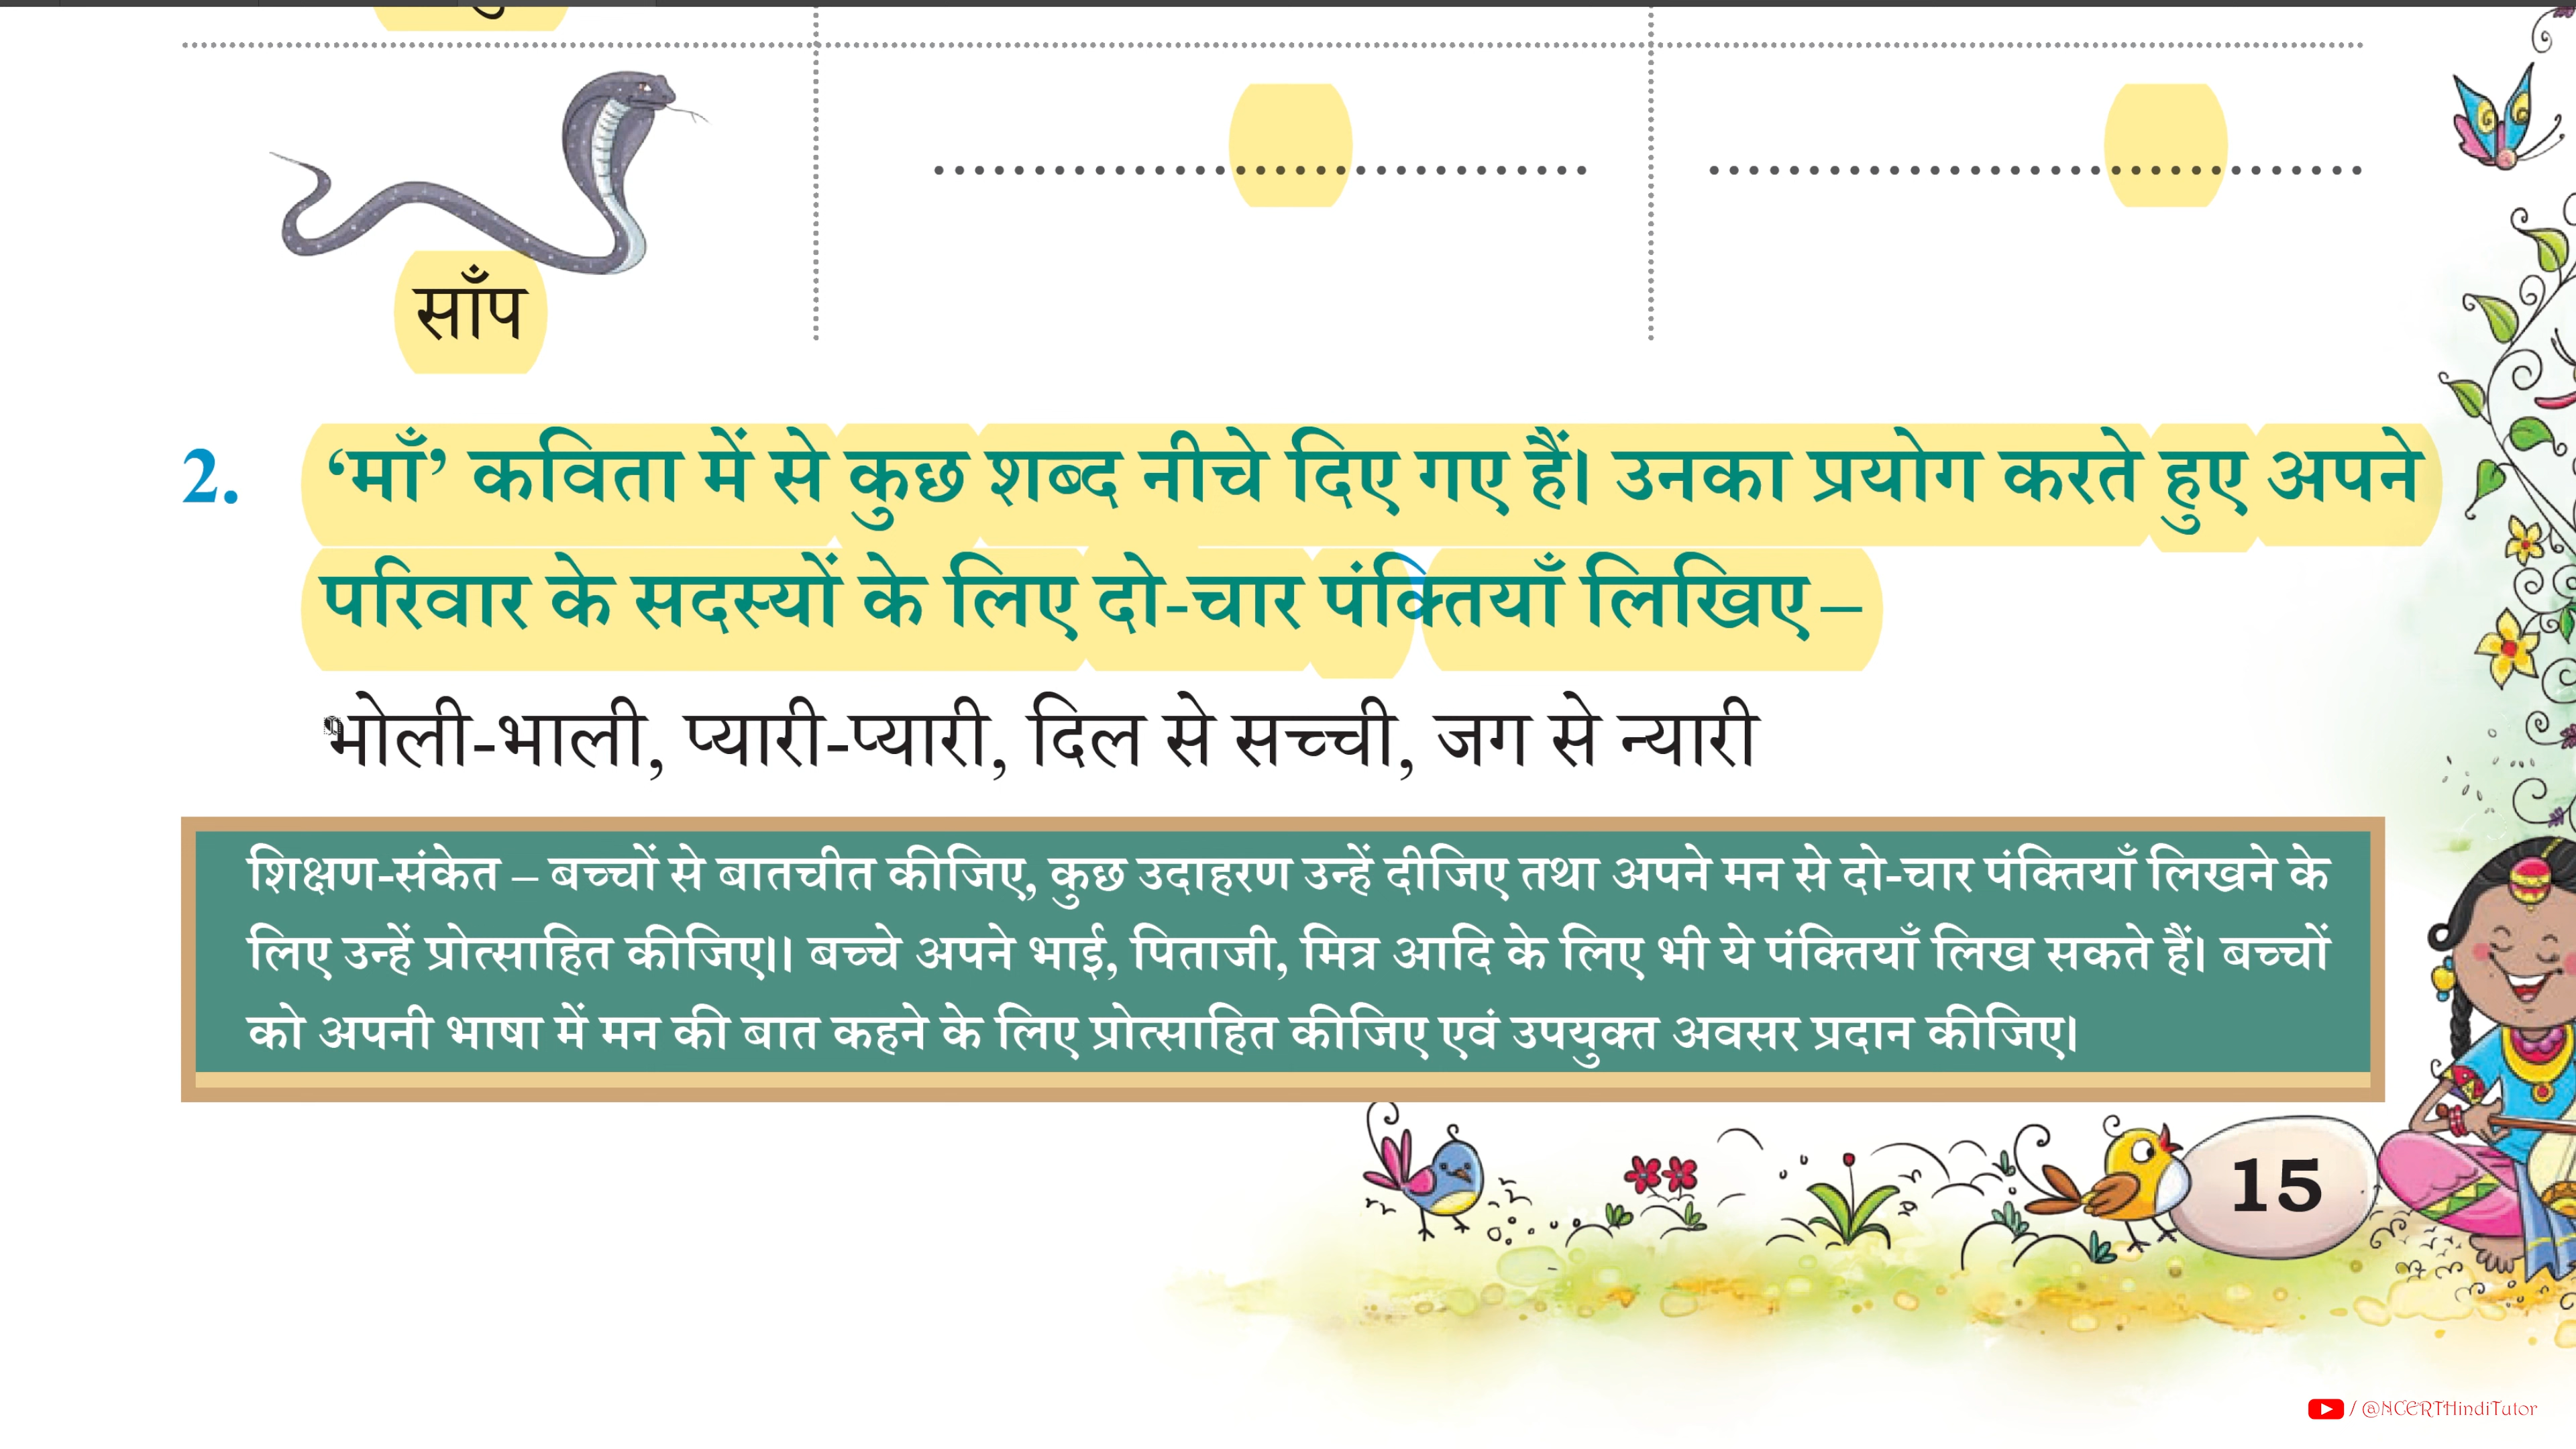 साँप
2. ‘माँ’ कविता में से कुछ शब्द नीचे दिए गए हैं। उनका प्रयोग करते हुए अपने
परिवार के सदस्यों के लिए दो-चार पंक्तियाँ लिखिए –
भोली-भाली, प्यारी-प्यारी, दिल से सच्ची, जग से न्यारी
शिक्षण-संकेत – बच्चों से बातचीत कीजिए, कुछ उदाहरण उन्हें दीजिए तथा अपने मन से दो-चार पंक्तियाँ लिखने के
लिए उन्हें प्रोत्साहित कीजिए।। बच्चे अपने भाई, पिताजी, मित्र आदि के लिए भी ये पंक्तियाँ लिख सकते हैं। बच्चों
को अपनी भाषा में मन की बात कहने के लिए प्रोत्साहित कीजिए एवं उपयुक्त अवसर प्रदान कीजिए।
15
/ @NCERTHindiTutor